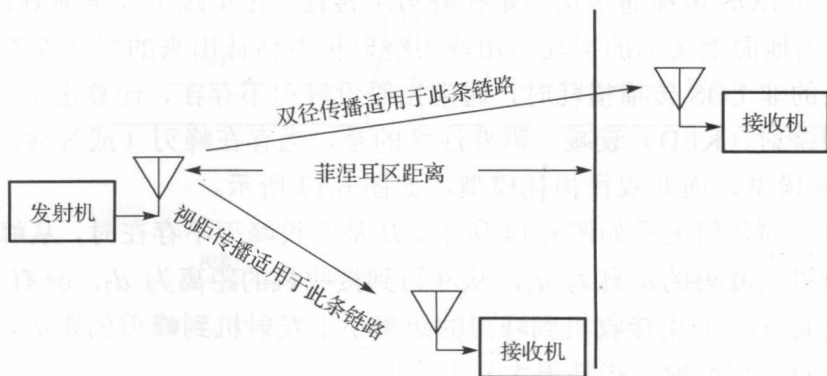 双径传播适用于此条链路
接收机
菲涅耳区距离
发射机
视距传播适用于此条链路
接收机